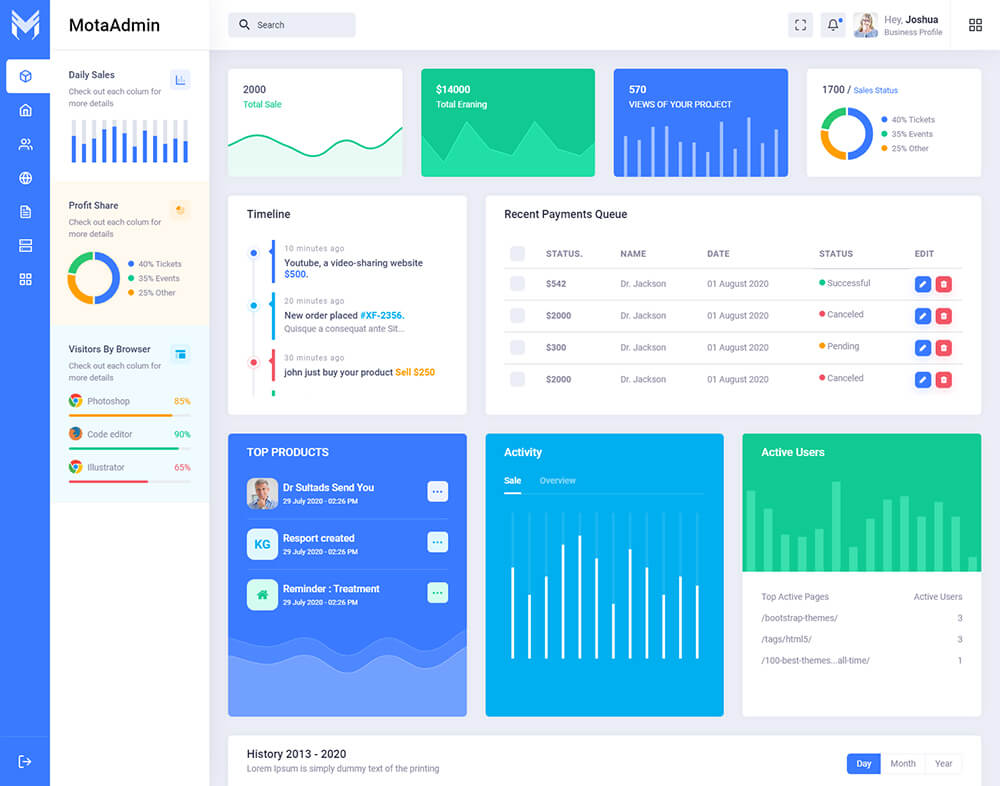 MotaAdmin
Search
Hey, Joshua
Business Profile
Daily Sales
Check out each colum for
more details
Profit Share
Check out each colum for
more details
40% Tickets
35% Events
25% Other
Visitors By Browser
Check out each colum for
more details
Photoshop 85%
Code editor 90%
Illustrator 65%
2000
Total Sale
$14000
Total Eraning
570
VIEWS OF YOUR PROJECT
1700 / Sales Status
40% Tickets
35% Events
25% Other
Timeline
10 minutes ago
Youtube, a video-sharing website
$500.
20 minutes ago
New order placed #XF-2356.
Quisque a consequat ante Sit...
30 minutes ago
john just buy your product Sell $250
Recent Payments Queue
STATUS. NAME DATE STATUS EDIT
$542 Dr. Jackson 01 August 2020 Successful
$2000 Dr. Jackson 01 August 2020 Canceled
$300 Dr. Jackson 01 August 2020 Pending
$2000 Dr. Jackson 01 August 2020 Canceled
TOP PRODUCTS
Dr Sultads Send You
29 July 2020 - 02:26 PM
KG
Resport created
29 July 2020 - 02:26 PM
Reminder : Treatment
29 July 2020 - 02:26 PM
Activity
Sale Overview
Active Users
Top Active Pages Active Users
/bootstrap-themes/ 3
/tags/html5/ 3
/100-best-themes...all-time/ 1
History 2013 - 2020
Lorem Ipsum is simply dummy text of the printing
Day Month Year